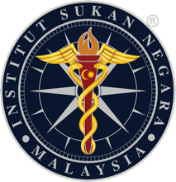 • INSTITUT SUKAN NEGARA •
MALAYSIA
®